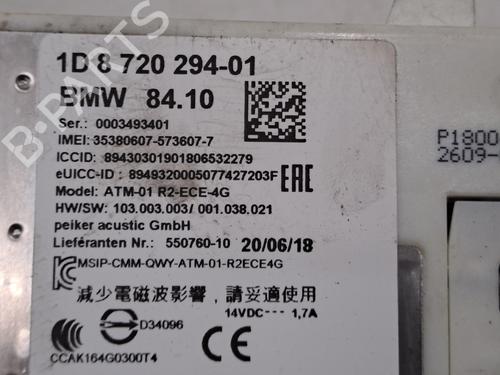 1D 8 720 294-01
BMW 84.10
Ser.: 0003493401
IMEI: 35380607-573607-7
ICCID: 89430301901806532279
eUICC-ID: 8949320005077427203F
EAC
Model: ATM-01 R2-ECE-4G
HW/SW: 103.003.003/ 001.038.021
peiker acustic GmbH
Lieferánten Nr.: 550760-10 20/06/18
MSIP-CMM-QWY-ATM-01-R2ECE4G
減少電磁波影響，請妥適使用
14VDC 1,7A
D34096
CCAK164G0300T4
CE
P1800
2609-
B-PARTS